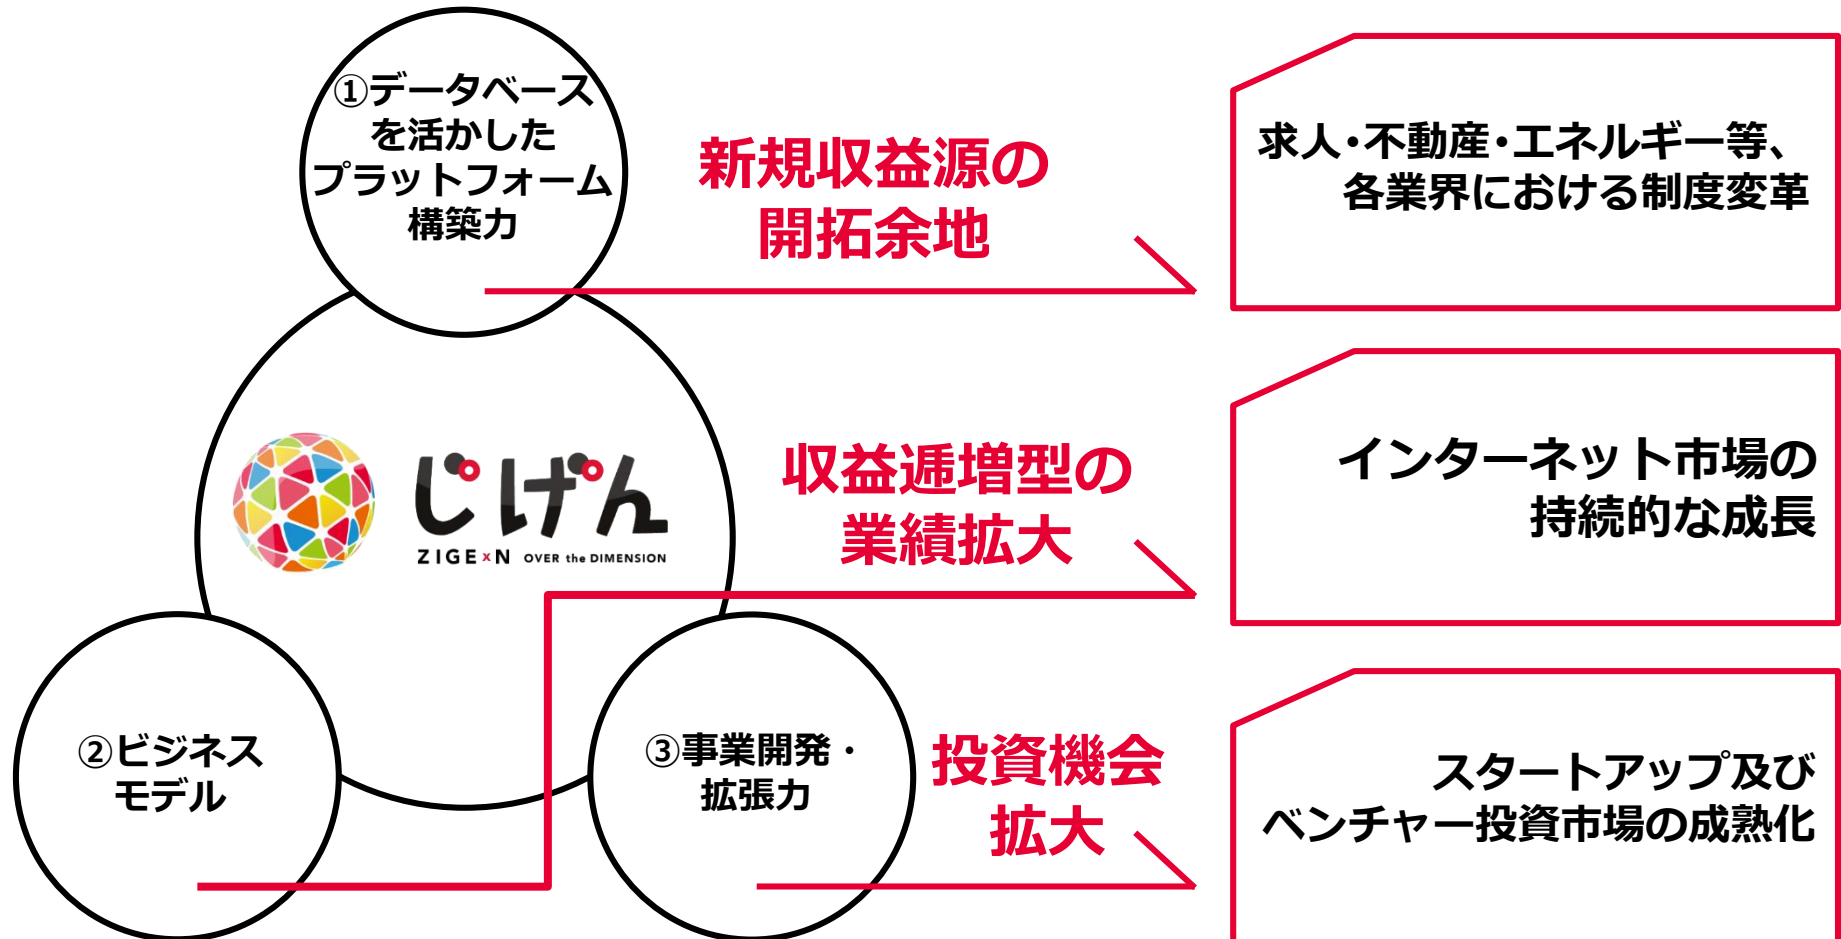 ①データベース
を活かした
プラットフォーム
構築力
新規収益源の
開拓余地
求人・不動産・エネルギー等、
各業界における制度変革
じげん
ZIGExN OVER the DIMENSION
収益逓増型の
業績拡大
インターネット市場の
持続的な成長
②ビジネス
モデル
③事業開発・
拡張力
投資機会
拡大
スタートアップ及び
ベンチャー投資市場の成熟化